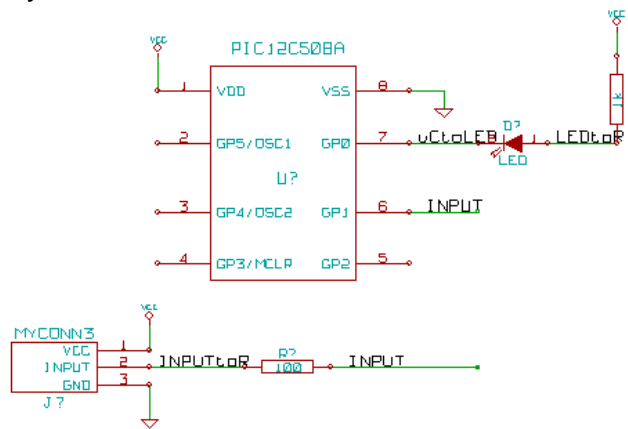 VCC
PIC12C508A
VCC
1 VDD VSS 8
1k
2 GP5/OSC1 GP0 7 uCtoLED 2 D? 1 LEDtoR
LED
U?
3 GP4/OSC2 GP1 6 INPUT
4 GP3/MCLR GP2 5
VCC
MYCONN3
VCC 1
INPUT 2 INPUTtoR R? 100 INPUT
GND 3
J?